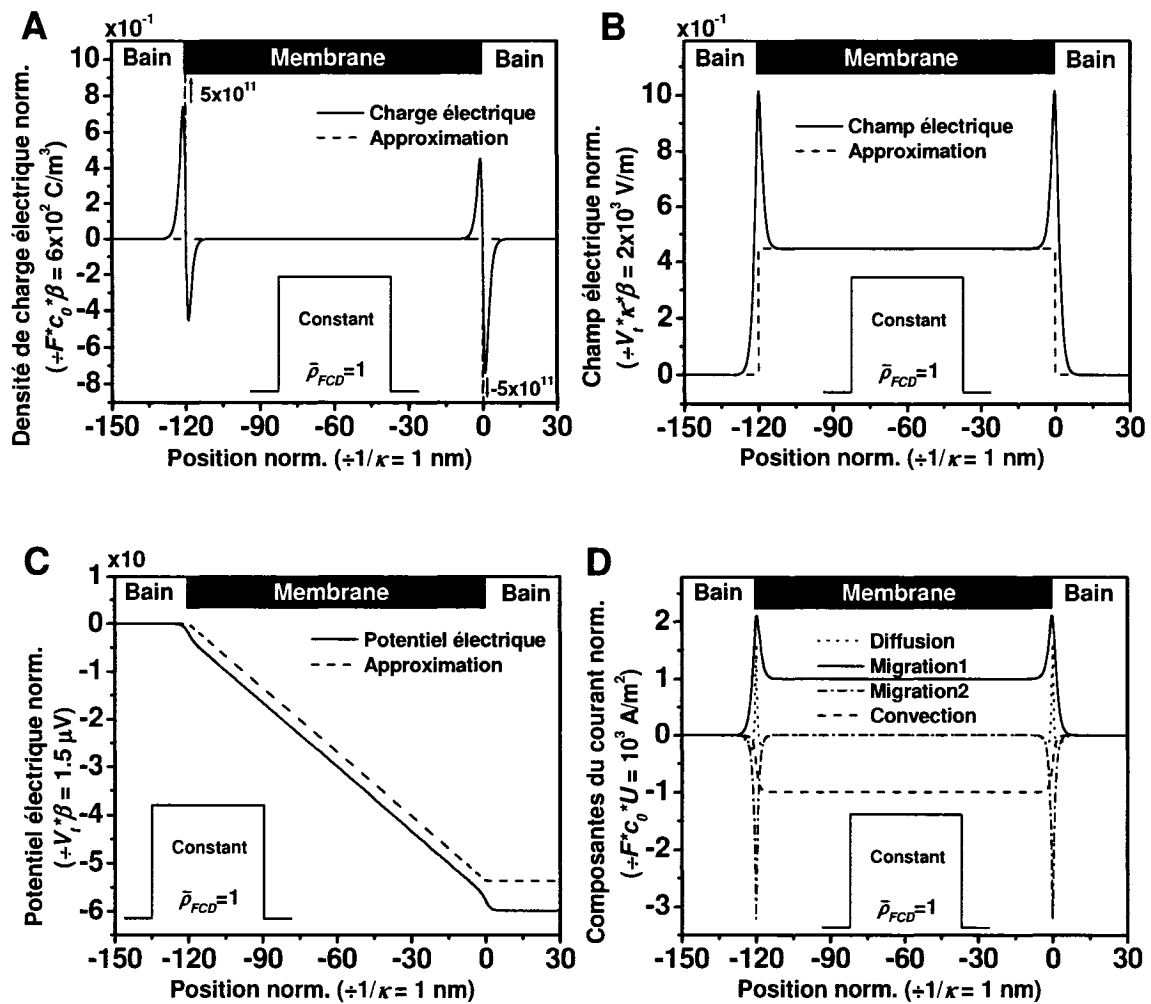 A
x10⁻¹
Bain
Membrane
Bain
10
8
6
4
2
0
-2
-4
-6
-8
5x10¹¹
Charge électrique
Approximation
Constant
ρ̄FCD=1
-5x10¹¹
-150 -120 -90 -60 -30 0 30
Position norm. (÷1/κ = 1 nm)
Densité de charge électrique norm.
(÷F*c₀*β = 6x10² C/m³)
B
x10⁻¹
Bain
Membrane
Bain
10
8
6
4
2
0
Champ électrique
Approximation
Constant
ρ̄FCD=1
-150 -120 -90 -60 -30 0 30
Position norm. (÷1/κ = 1 nm)
Champ électrique norm.
(÷Vₜ*κ*β = 2x10³ V/m)
C
x10
Bain
Membrane
Bain
1
0
-1
-2
-3
-4
-5
-6
Potentiel électrique
Approximation
Constant
ρ̄FCD=1
-150 -120 -90 -60 -30 0 30
Position norm. (÷1/κ = 1 nm)
Potentiel électrique norm.
(÷Vₜ*β = 1.5 μV)
D
Bain
Membrane
Bain
2
1
0
-1
-2
-3
Diffusion
Migration1
Migration2
Convection
Constant
ρ̄FCD=1
-150 -120 -90 -60 -30 0 30
Position norm. (÷1/κ = 1 nm)
Composantes du courant norm.
(÷F*c₀*U = 10³ A/m²)